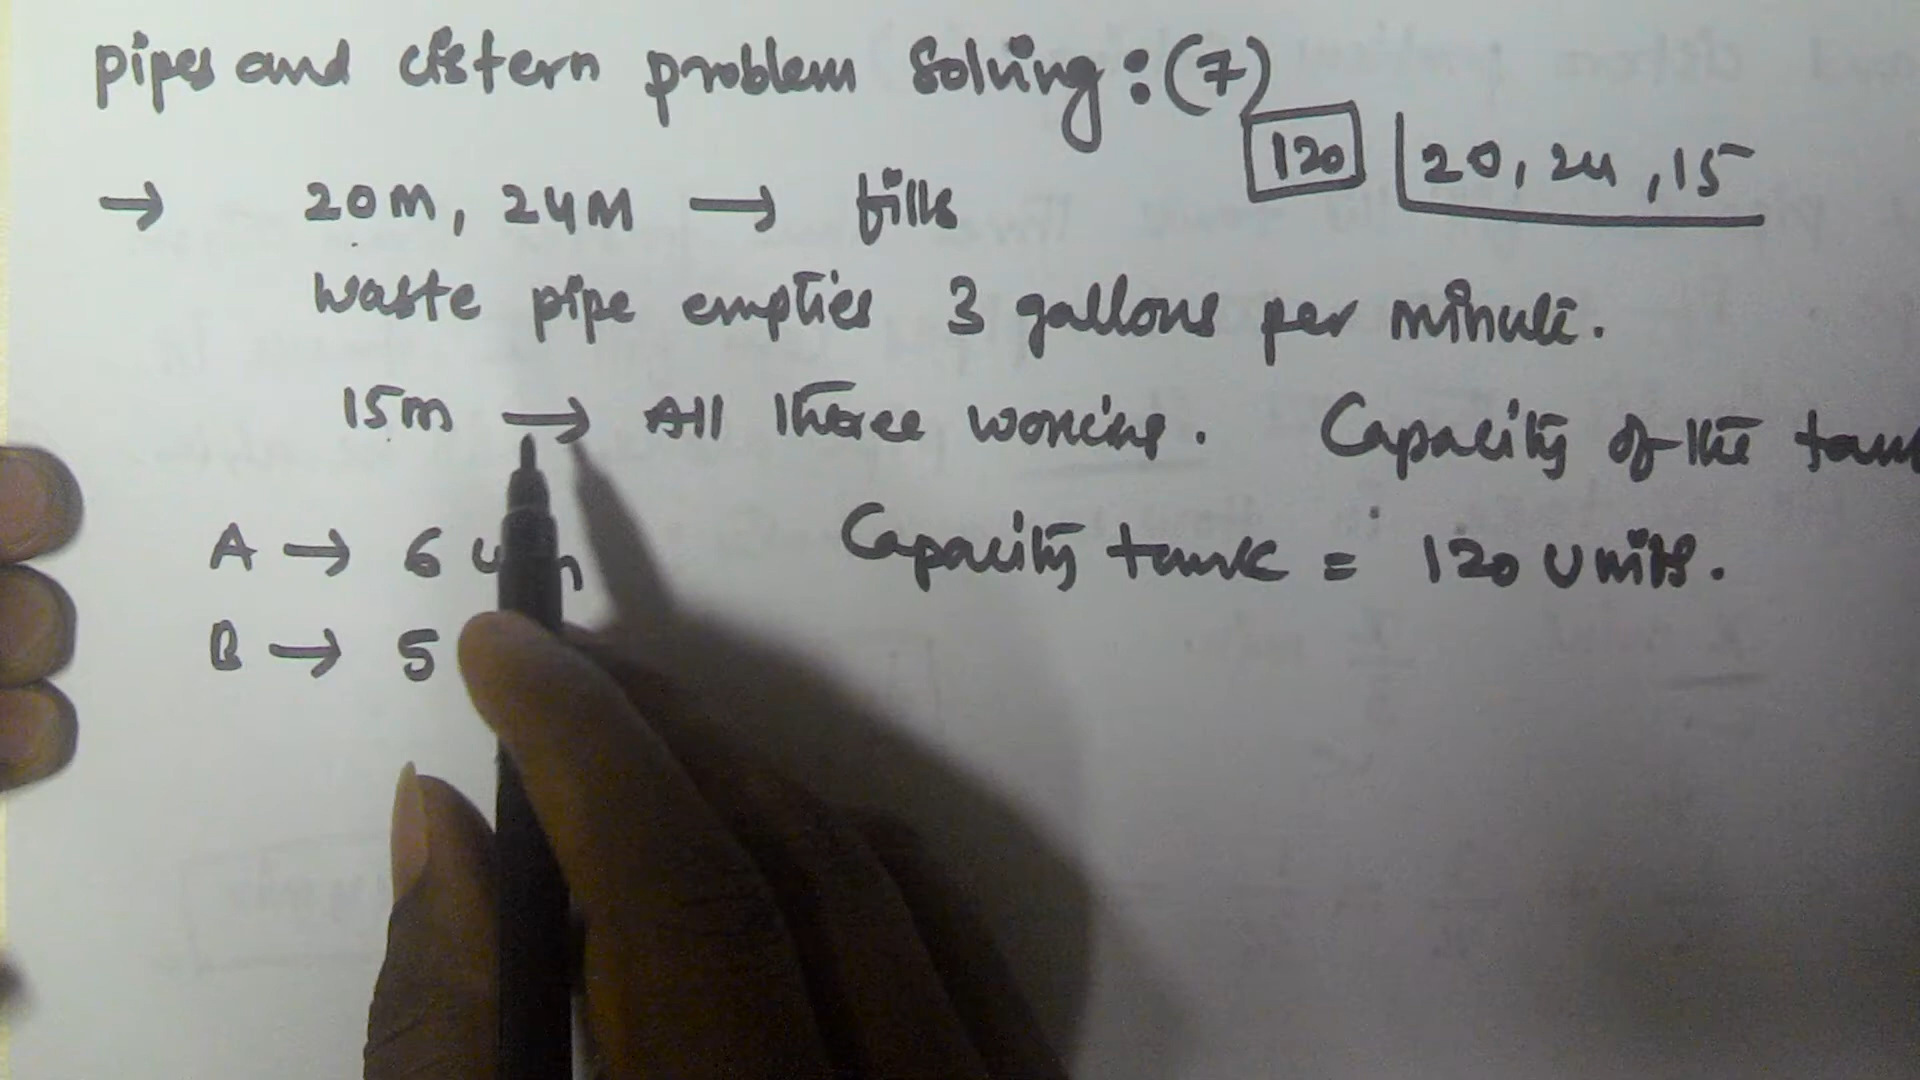 pipes and cistern problem solving : (7)
120 20, 24, 15
→ 20M, 24M → fills
waste pipe empties 3 gallons per minute.
15m → All three working. Capacity of the
A → 6 Capacity tank = 120 units.
B → 5